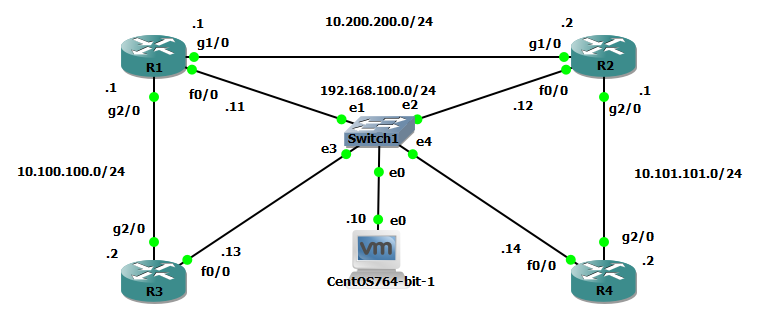 .1
10.200.200.0/24
.2
g1/0
g1/0
R1
R2
.1
f0/0
192.168.100.0/24
f0/0
.1
g2/0
.11
e1
e2
.12
g2/0
Switch1
e3
e4
10.100.100.0/24
e0
10.101.101.0/24
g2/0
.10
e0
g2/0
.2
.13
vm
.14
.2
f0/0
f0/0
R3
CentOS764-bit-1
R4